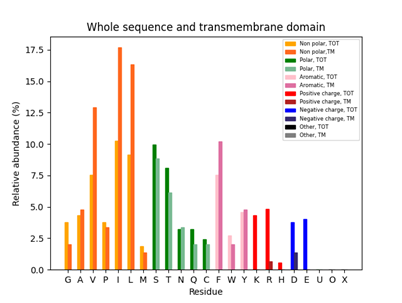 Whole sequence and transmembrane domain
Relative abundance (%)
17.5
15.0
12.5
10.0
7.5
5.0
2.5
0.0
Non polar, TOT
Non polar,TM
Polar, TOT
Polar, TM
Aromatic, TOT
Aromatic, TM
Positive charge, TOT
Positive charge, TM
Negative charge, TOT
Negative charge, TM
Other, TOT
Other, TM
G A V P I L M S T N Q C F W Y K R H D E U O X
Residue